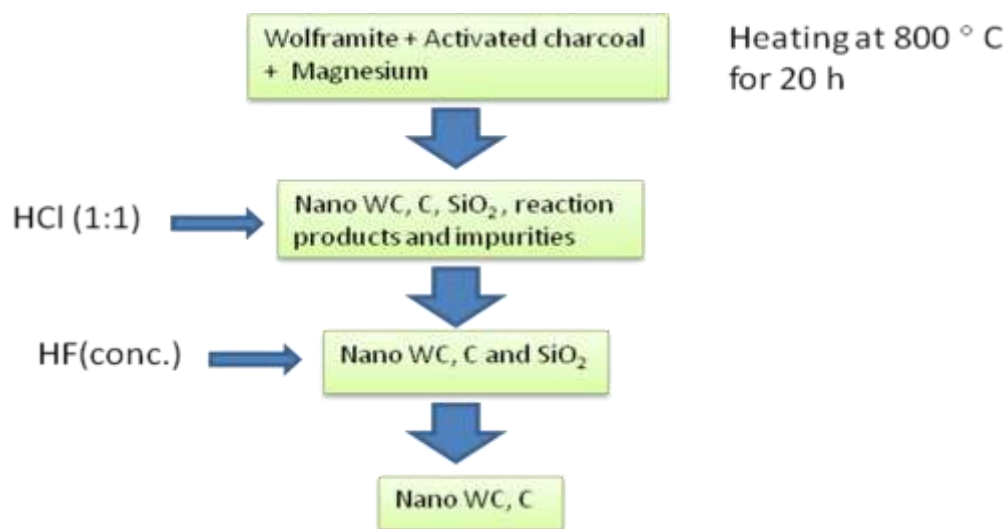 Wolframite + Activated charcoal
+ Magnesium
Heating at 800 ° C
for 20 h
HCl (1:1)
Nano WC, C, SiO₂, reaction
products and impurities
HF(conc.)
Nano WC, C and SiO₂
Nano WC, C